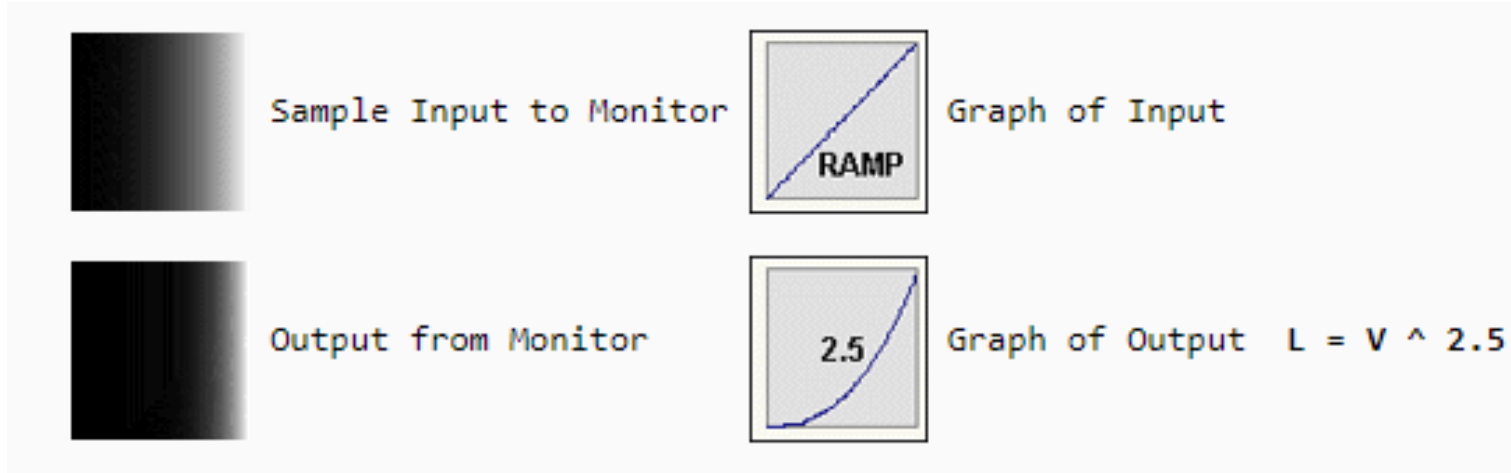 Sample Input to Monitor
RAMP
Graph of Input
Output from Monitor
2.5
Graph of Output L = V ^ 2.5